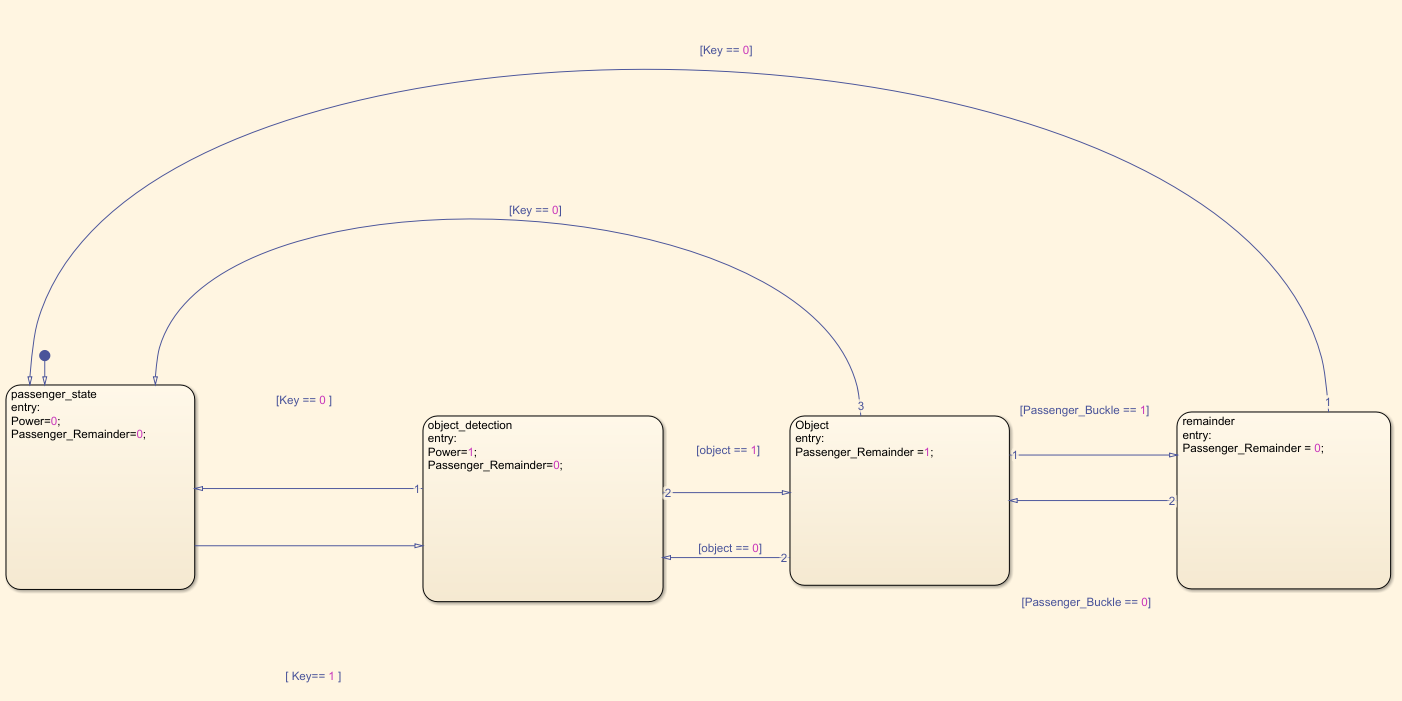 [Key == 0]
[Key == 0]
passenger_state
entry:
Power=0;
Passenger_Remainder=0;
[Key == 0 ]
object_detection
entry:
Power=1;
Passenger_Remainder=0;
1
2
[object == 1]
[object == 0]
3
Object
entry:
Passenger_Remainder =1;
1
2
[Passenger_Buckle == 1]
1
remainder
entry:
Passenger_Remainder = 0;
2
[Passenger_Buckle == 0]
[ Key== 1 ]